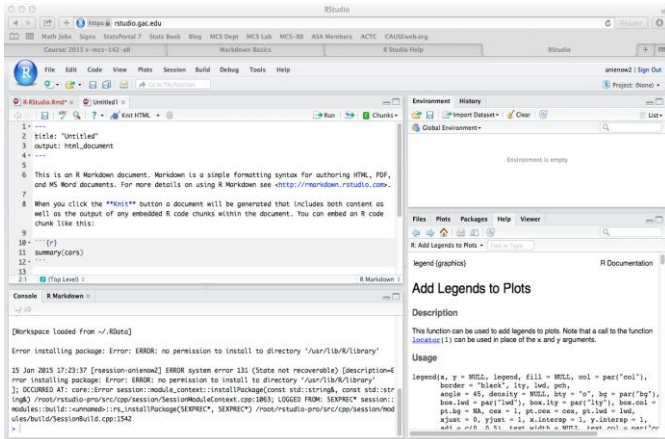 RStudio
https rstudio.gac.edu
Reader
Math Jobs Signs StatsPortal 7 Stats Book Blog MCS Dept MCS Lab MCS-88 ASA Members ACTC CAUSEweb.org
Course: 2015 s-mcs-142-all
Markdown Basics
R Studio Help
RStudio
R
File Edit Code View Plots Session Build Debug Tools Help
anienow2 | Sign Out
Go to file/function
Project: (None)
R-RStudio.Rmd* × Untitled1 ×
Knit HTML
Run
Chunks
1 ---
2 title: "Untitled"
3 output: html_document
4 ---
5
6 This is an R Markdown document. Markdown is a simple formatting syntax for authoring HTML, PDF,
and MS Word documents. For more details on using R Markdown see <http://rmarkdown.rstudio.com>.
7
8 When you click the **Knit** button a document will be generated that includes both content as
well as the output of any embedded R code chunks within the document. You can embed an R code
chunk like this:
9
10 ```{r}
11 summary(cars)
12 ```
13
2:1 (Top Level)
R Markdown
Console R Markdown ×
~/
[Workspace loaded from ~/.RData]
Error installing package: Error: ERROR: no permission to install to directory '/usr/lib/R/library'
15 Jan 2015 17:23:37 [rsession-anienow2] ERROR system error 131 (State not recoverable) [description=E
rror installing package: Error: ERROR: no permission to install to directory '/usr/lib/R/library'
]; OCCURRED AT: core::Error session::module_context::installPackage(const std::string&, const std::str
ing&) /root/rstudio-pro/src/cpp/session/SessionModuleContext.cpp:1063; LOGGED FROM: SEXPREC* session::
modules::build::<unnamed>::rs_installPackage(SEXPREC*, SEXPREC*) /root/rstudio-pro/src/cpp/session/mod
ules/build/SessionBuild.cpp:1542
>
Environment History
Import Dataset Clear
List
Global Environment
Environment is empty
Files Plots Packages Help Viewer
R: Add Legends to Plots
Find in Topic
legend {graphics}
R Documentation
Add Legends to Plots
Description
This function can be used to add legends to plots. Note that a call to the function
locator(1) can be used in place of the x and y arguments.
Usage
legend(x, y = NULL, legend, fill = NULL, col = par("col"),
border = "black", lty, lwd, pch,
angle = 45, density = NULL, bty = "o", bg = par("bg"),
box.lwd = par("lwd"), box.lty = par("lty"), box.col =
pt.bg = NA, cex = 1, pt.cex = cex, pt.lwd = lwd,
xjust = 0, yjust = 1, x.intersp = 1, y.intersp = 1,